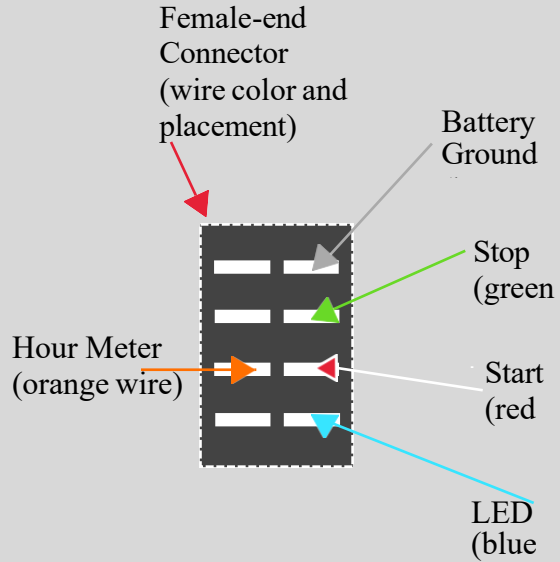 Female-end
Connector
(wire color and
placement)
Battery
Ground
Stop
(green
Hour Meter
(orange wire)
Start
(red
LED
(blue